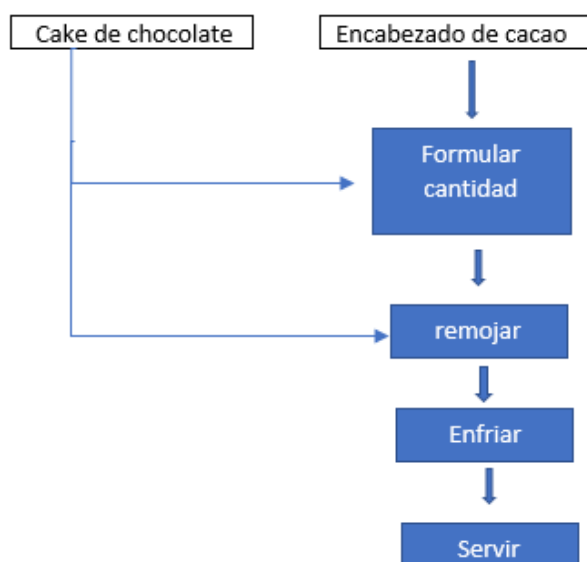 Cake de chocolate
Encabezado de cacao
Formular
cantidad
remojar
Enfriar
Servir